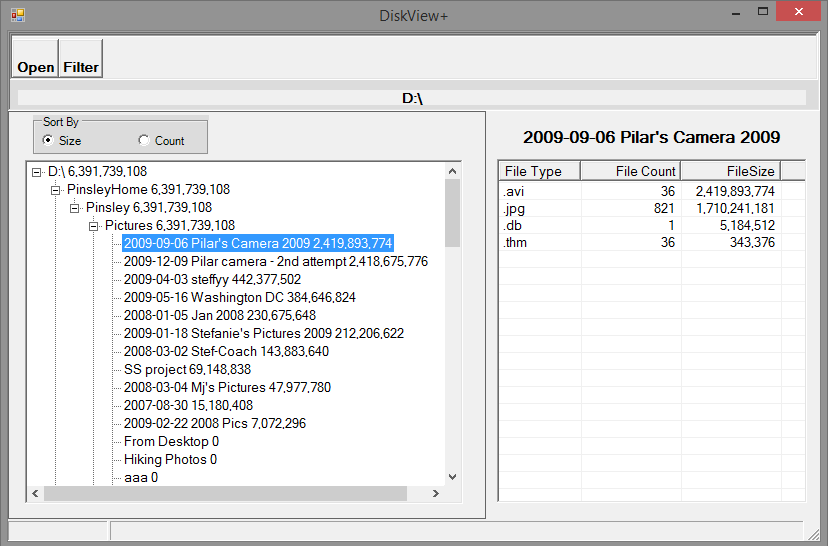 DiskView+
Open Filter
D:\
Sort By
Size Count
D:\ 6,391,739,108
PinsleyHome 6,391,739,108
Pinsley 6,391,739,108
Pictures 6,391,739,108
2009-09-06 Pilar's Camera 2009 2,419,893,774
2009-12-09 Pilar camera - 2nd attempt 2,418,675,776
2009-04-03 steffyy 442,377,502
2009-05-16 Washington DC 384,646,824
2008-01-05 Jan 2008 230,675,648
2009-01-18 Stefanie's Pictures 2009 212,206,622
2008-03-02 Stef-Coach 143,883,640
SS project 69,148,838
2008-03-04 Mj's Pictures 47,977,780
2007-08-30 15,180,408
2009-02-22 2008 Pics 7,072,296
From Desktop 0
Hiking Photos 0
aaa 0
2009-09-06 Pilar's Camera 2009
File Type File Count FileSize
.avi 36 2,419,893,774
.jpg 821 1,710,241,181
.db 1 5,184,512
.thm 36 343,376